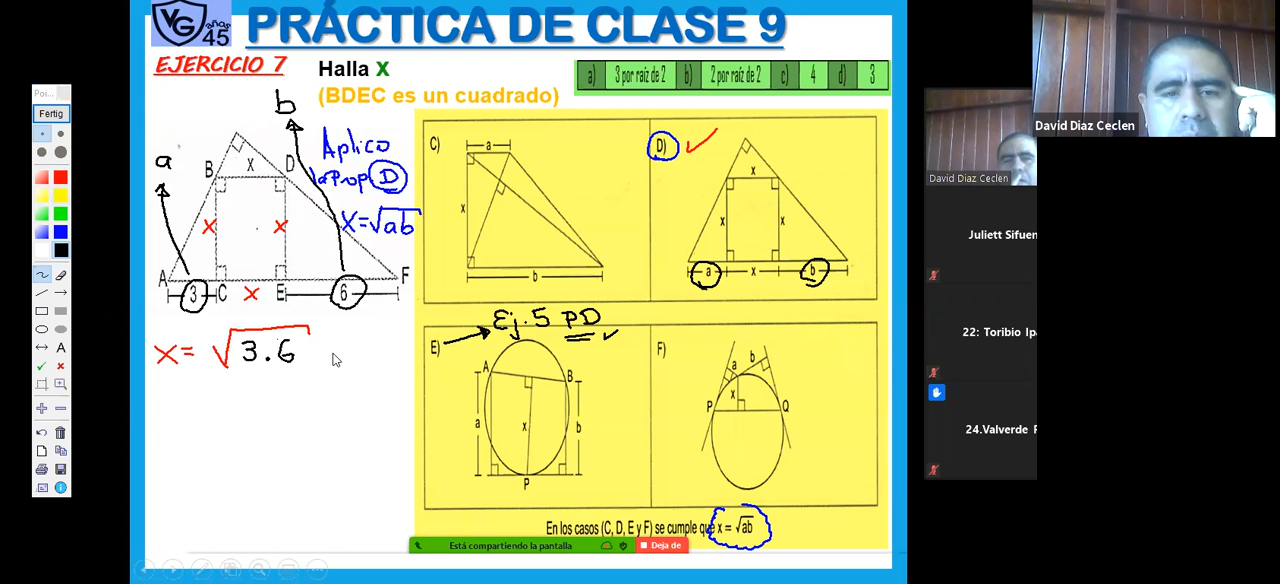 VG
años
45
PRÁCTICA DE CLASE 9
EJERCICIO 7
Halla X
(BDEC es un cuadrado)
a) 3 por raíz de 2 b) 2 por raíz de 2 c) 4 d) 3
Fertig
A
b
a
Aplico
la Prop D
X=√ab
B X D
x x
A 3 C x E 6 F
x= √3.6
C)
a
x
b
D)
x
x x
a x b
Ej. 5 PD
E)
A B
a x b
P
F)
a b
x
P Q
En los casos (C, D, E y F) se cumple que x = √ab
Está compartiendo la pantalla
Deja de
David Diaz Ceclen
David Diaz Ceclen
Juliett Sifuen
22: Toribio Ip
24.Valverde